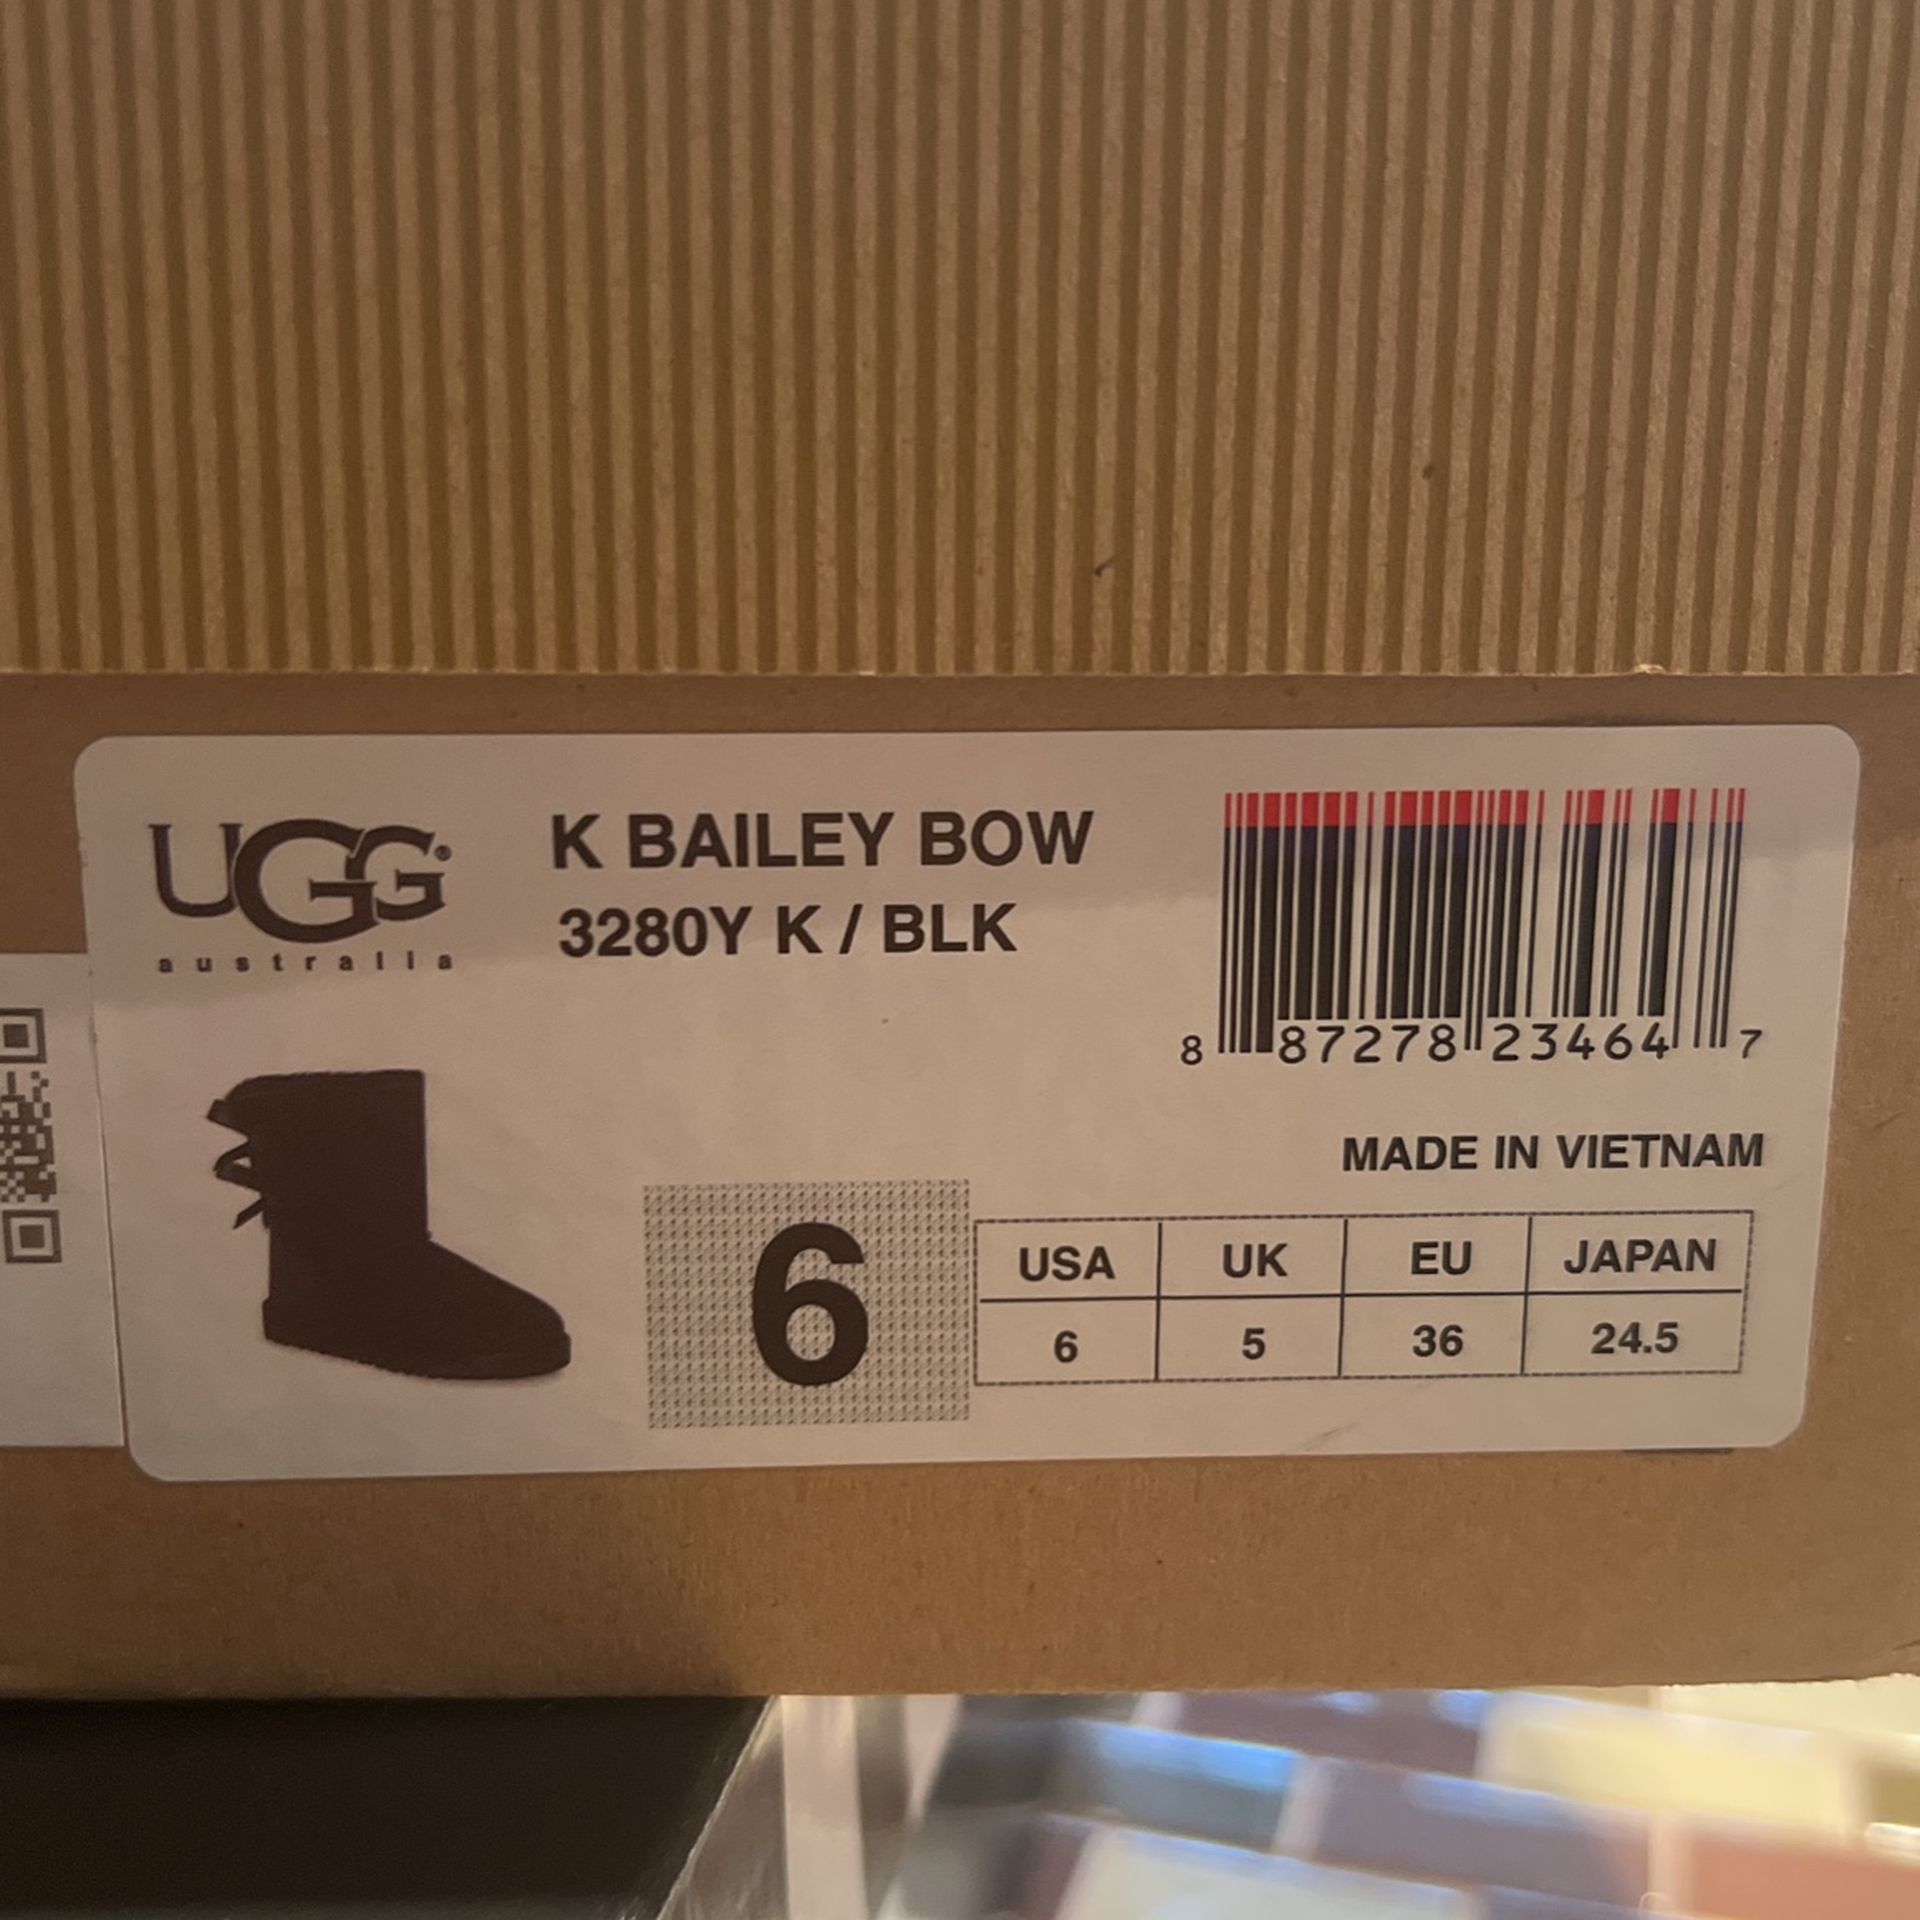 UGG®
australia
K BAILEY BOW
3280Y K / BLK
8 87278 23464 7
MADE IN VIETNAM
6
USA UK EU JAPAN
6 5 36 24.5